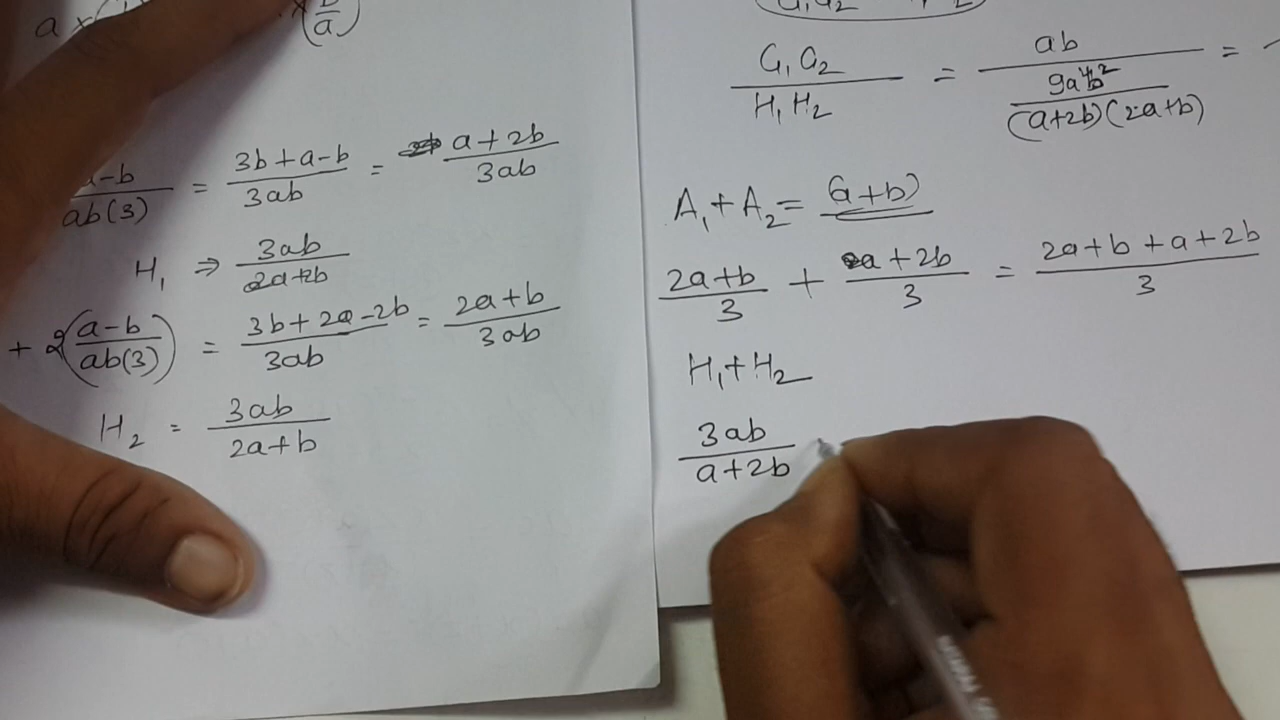 a × ( × (b/a)
a-b/ab(3) = 3b+a-b/3ab = a+2b/3ab
H₁ ⇒ 3ab/2a+2b
+ 2(a-b/ab(3)) = 3b+2a-2b/3ab = 2a+b/3ab
H₂ = 3ab/2a+b
G₁G₂/H₁H₂ = ab/(9a²b²/(a+2b)(2a+b)) =
A₁+A₂ = (a+b)
2a+b/3 + a+2b/3 = 2a+b+a+2b/3
H₁+H₂
3ab/a+2b